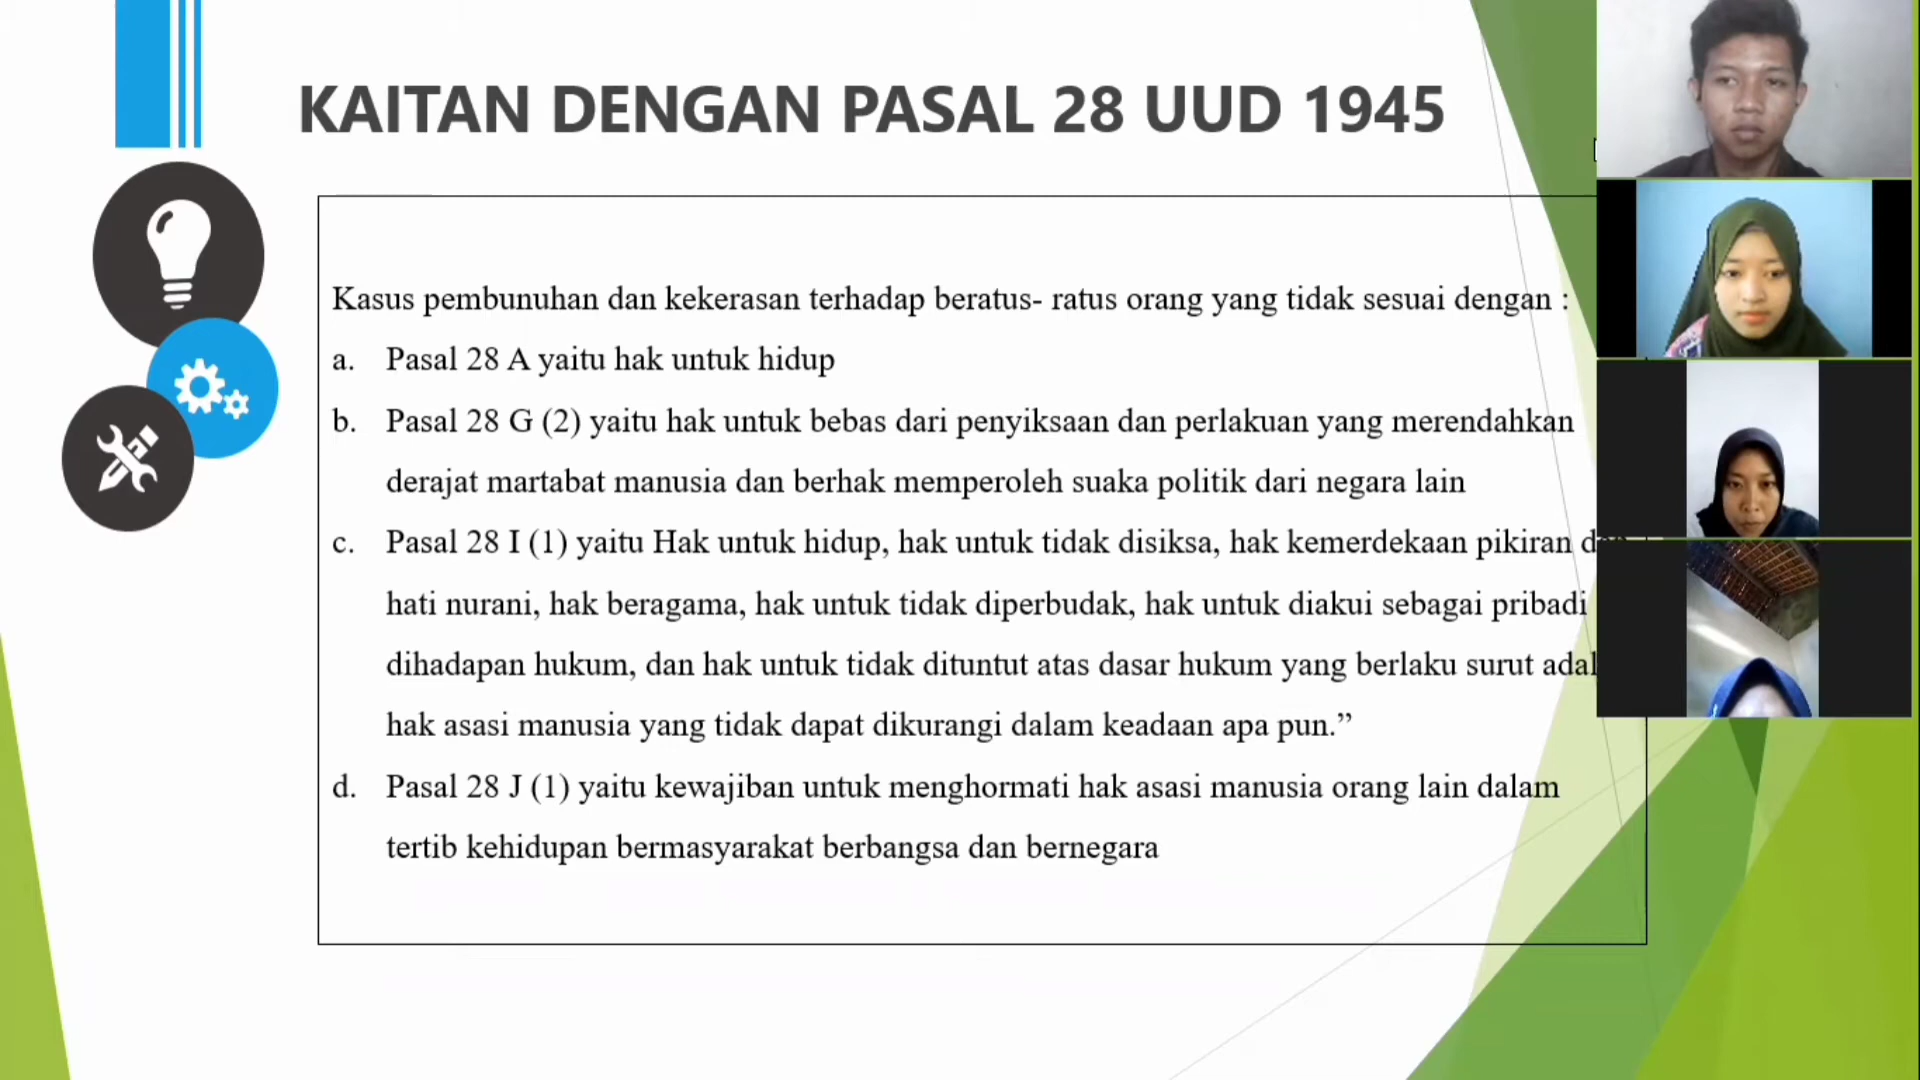 KAITAN DENGAN PASAL 28 UUD 1945
Kasus pembunuhan dan kekerasan terhadap beratus- ratus orang yang tidak sesuai dengan :
a. Pasal 28 A yaitu hak untuk hidup
b. Pasal 28 G (2) yaitu hak untuk bebas dari penyiksaan dan perlakuan yang merendahkan
derajat martabat manusia dan berhak memperoleh suaka politik dari negara lain
c. Pasal 28 I (1) yaitu Hak untuk hidup, hak untuk tidak disiksa, hak kemerdekaan pikiran
hati nurani, hak beragama, hak untuk tidak diperbudak, hak untuk diakui sebagai pribadi
dihadapan hukum, dan hak untuk tidak dituntut atas dasar hukum yang berlaku surut
hak asasi manusia yang tidak dapat dikurangi dalam keadaan apa pun.”
d. Pasal 28 J (1) yaitu kewajiban untuk menghormati hak asasi manusia orang lain dalam
tertib kehidupan bermasyarakat berbangsa dan bernegara